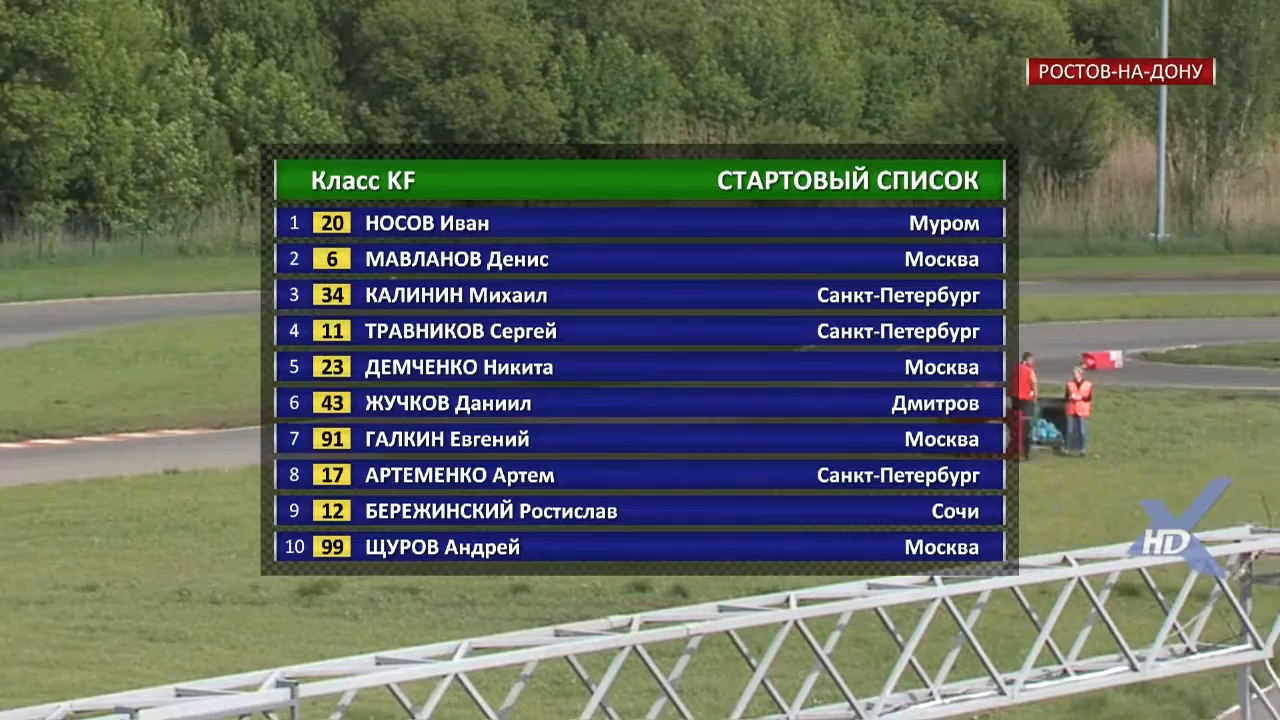 РОСТОВ-НА-ДОНУ
Класс KF СТАРТОВЫЙ СПИСОК
1 20 НОСОВ Иван Муром
2 6 МАВЛАНОВ Денис Москва
3 34 КАЛИНИН Михаил Санкт-Петербург
4 11 ТРАВНИКОВ Сергей Санкт-Петербург
5 23 ДЕМЧЕНКО Никита Москва
6 43 ЖУЧКОВ Даниил Дмитров
7 91 ГАЛКИН Евгений Москва
8 17 АРТЕМЕНКО Артем Санкт-Петербург
9 12 БЕРЕЖИНСКИЙ Ростислав Сочи
10 99 ЩУРОВ Андрей Москва
X HD